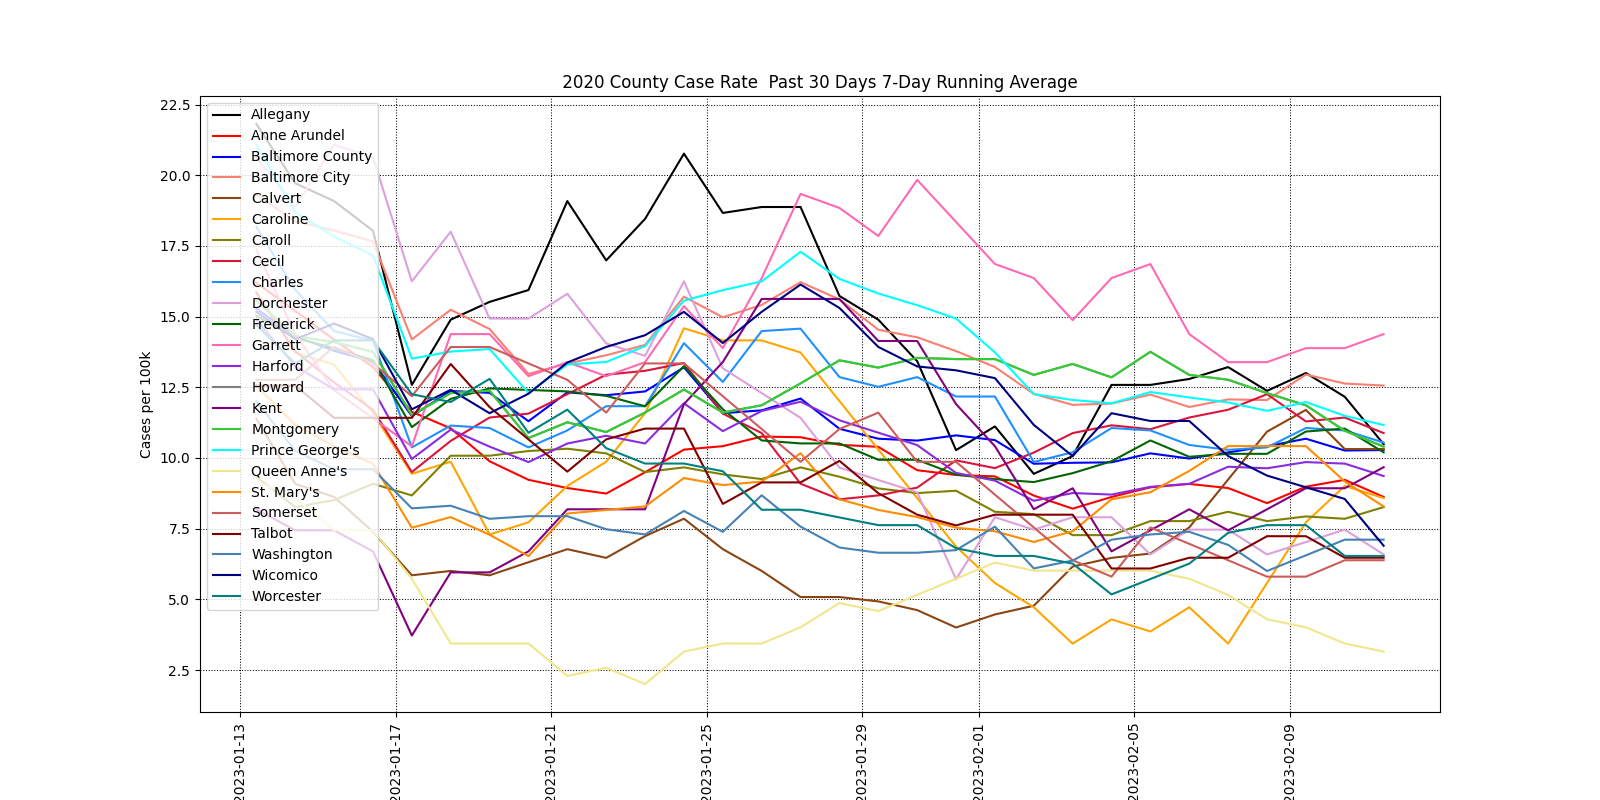 2020 County Case Rate  Past 30 Days 7-Day Running Average
22.5
20.0
17.5
15.0
12.5
10.0
7.5
5.0
2.5
Cases per 100k
Allegany
Anne Arundel
Baltimore County
Baltimore City
Calvert
Caroline
Caroll
Cecil
Charles
Dorchester
Frederick
Garrett
Harford
Howard
Kent
Montgomery
Prince George's
Queen Anne's
St. Mary's
Somerset
Talbot
Washington
Wicomico
Worcester
2023-01-13
2023-01-17
2023-01-21
2023-01-25
2023-01-29
2023-02-01
2023-02-05
2023-02-09